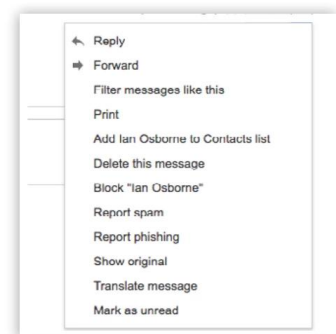 Reply
Forward
Filter messages like this
Print
Add Ian Osborne to Contacts list
Delete this message
Block "Ian Osborne"
Report spam
Report phishing
Show original
Translate message
Mark as unread